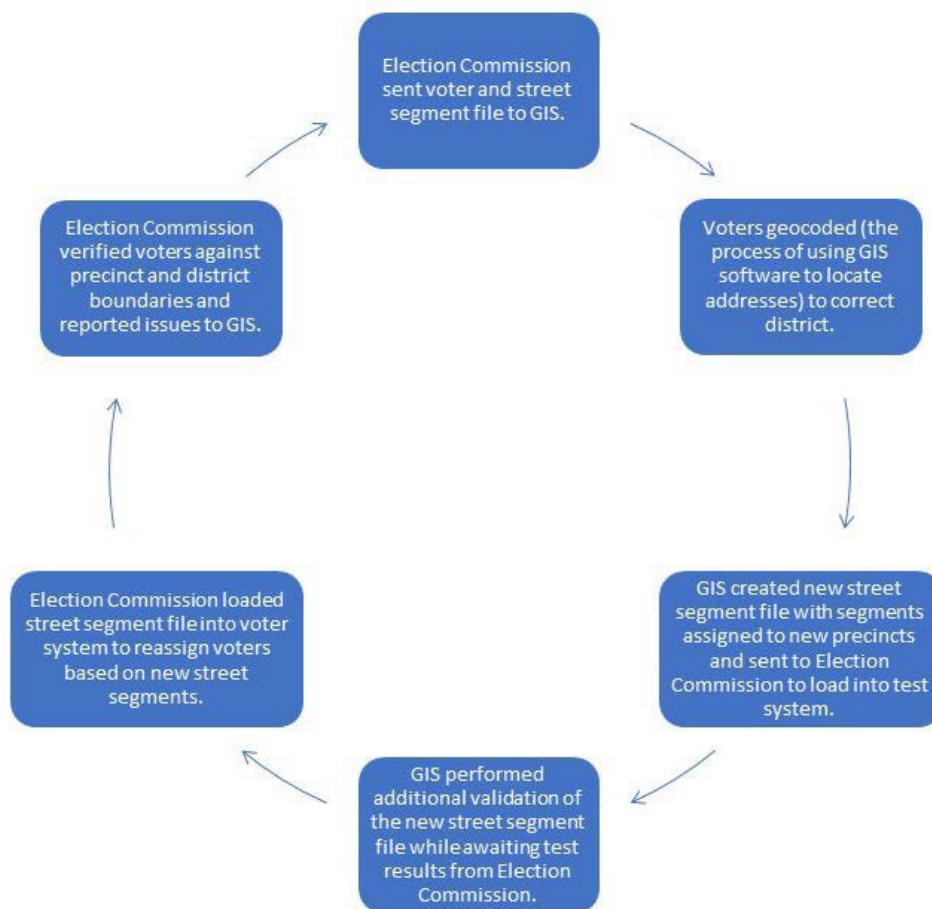 Election Commission
sent voter and street
segment file to GIS.
Voters geocoded (the
process of using GIS
software to locate
addresses) to correct
district.
GIS created new street
segment file with segments
assigned to new precincts
and sent to Election
Commission to load into test
system.
GIS performed
additional validation of
the new street segment
file while awaiting test
results from Election
Commission.
Election Commission loaded
street segment file into voter
system to reassign voters
based on new street
segments.
Election Commission
verified voters against
precinct and district
boundaries and
reported issues to GIS.